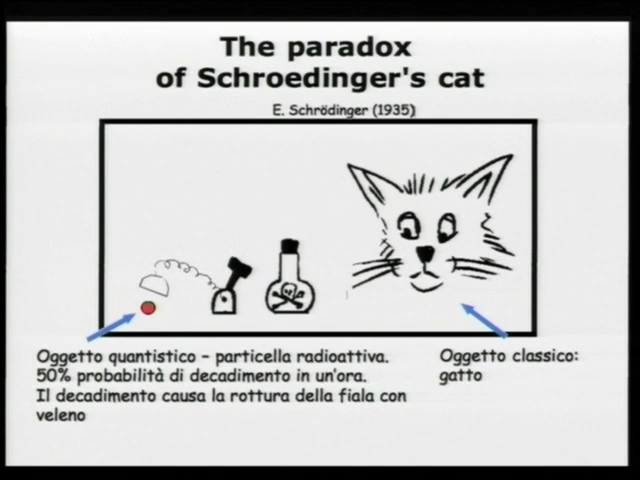 The paradox
of Schroedinger's cat
E. Schrödinger (1935)
Oggetto quantistico – particella radioattiva.
50% probabilità di decadimento in un'ora.
Il decadimento causa la rottura della fiala con
veleno
Oggetto classico:
gatto